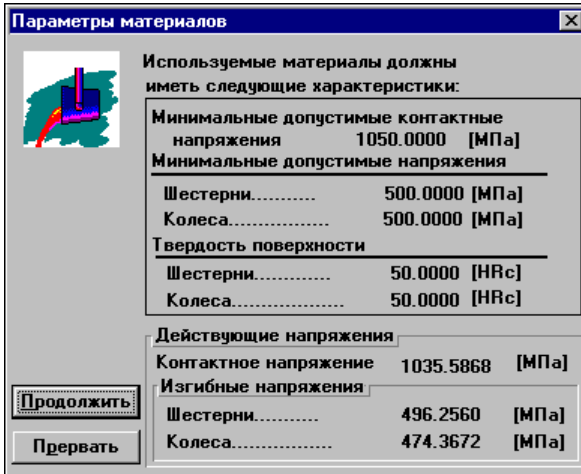 Параметры материалов
Используемые материалы должны
иметь следующие характеристики:
Минимальные допустимые контактные
напряжения 1050.0000 [МПа]
Минимальные допустимые напряжения
Шестерни........... 500.0000 [МПа]
Колеса................. 500.0000 [МПа]
Твердость поверхности
Шестерни............ 50.0000 [HRc]
Колеса................... 50.0000 [HRc]
Действующие напряжения
Контактное напряжение 1035.5868 [МПа]
Изгибные напряжения
Шестерни............ 496.2560 [МПа]
Колеса................. 474.3672 [МПа]
Продолжить
Прервать